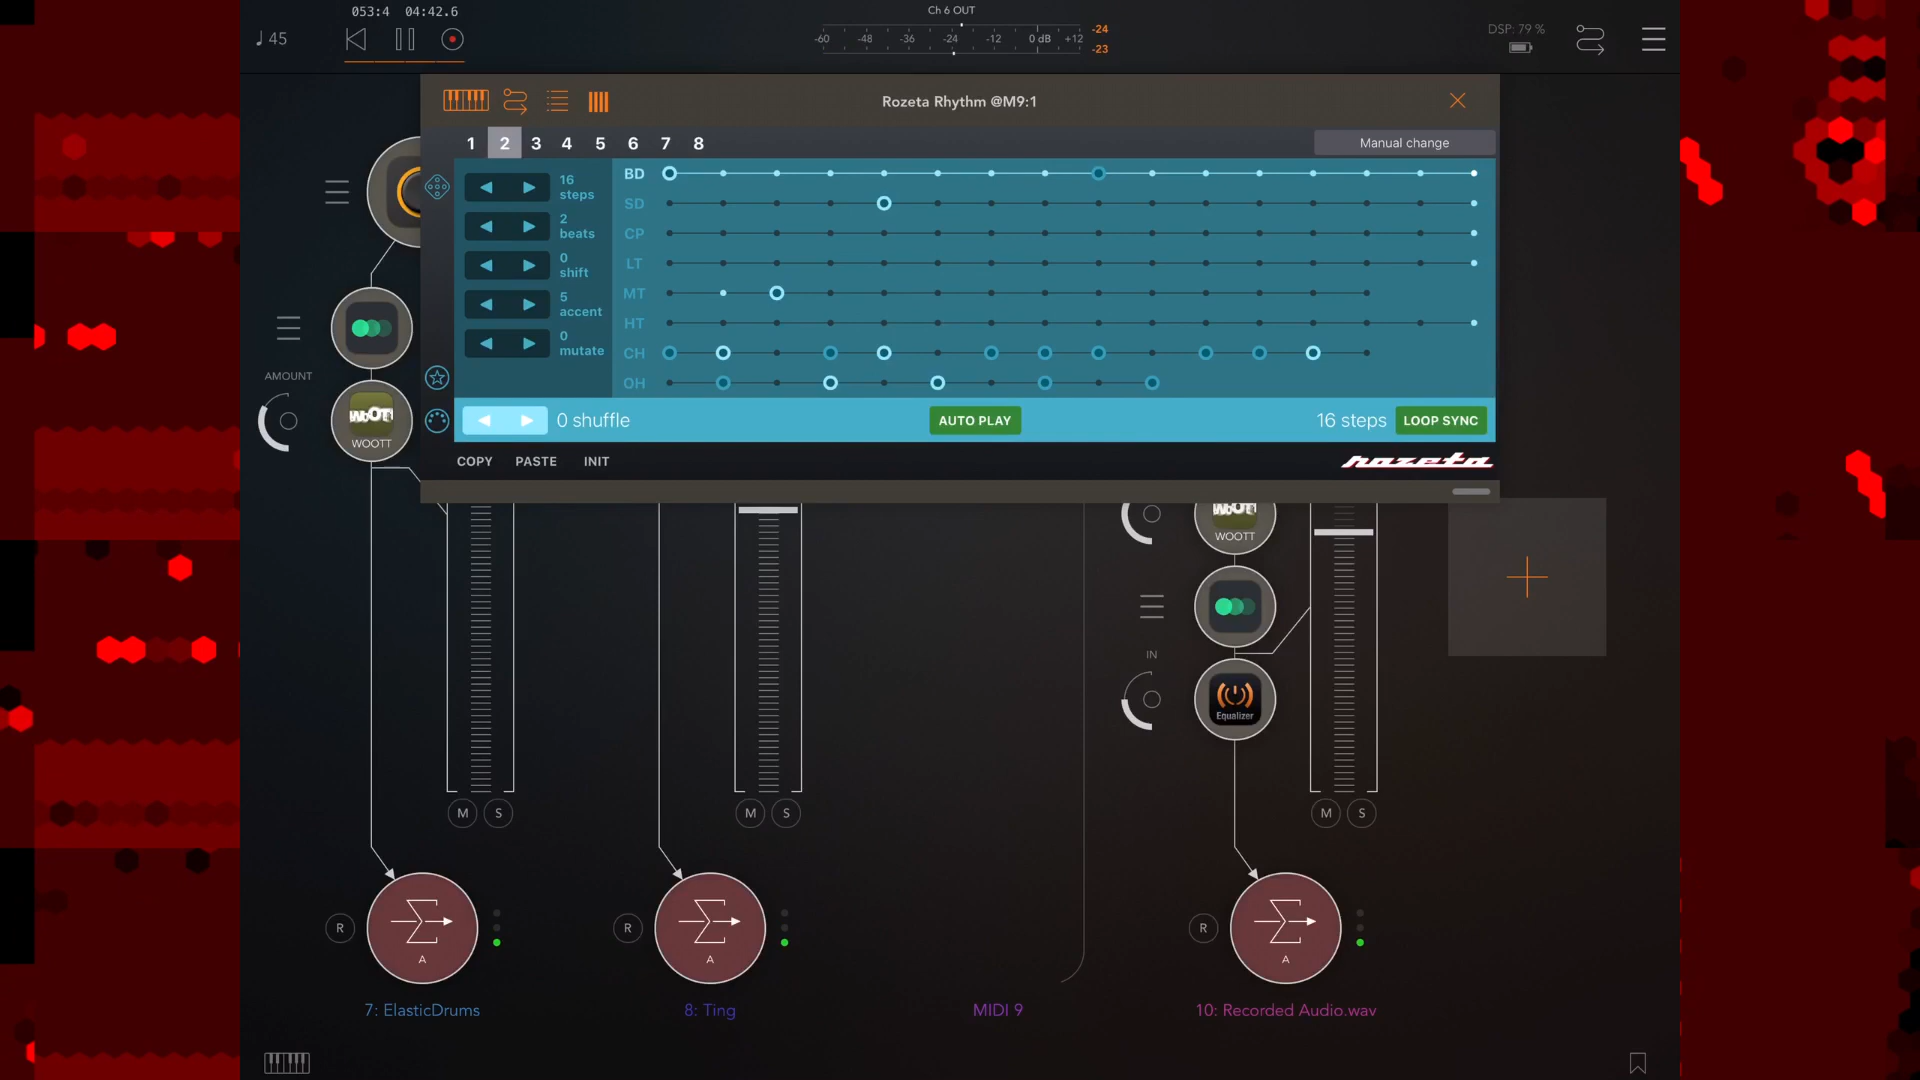 053:4 04:42.6
Ch 6 OUT
♩ 45
-60 -48 -36 -24 -12 0 dB +12
-24
-23
DSP: 79 %
Rozeta Rhythm @M9:1
1 2 3 4 5 6 7 8
Manual change
16 steps
2 beats
0 shift
5 accent
0 mutate
BD
SD
CP
LT
MT
HT
CH
OH
0 shuffle
AUTO PLAY
16 steps
LOOP SYNC
COPY PASTE INIT
rozeta
AMOUNT
WOOTT
WOOTT
WOOTT
WOOTT
IN
Equalizer
M S
M S
M S
R
A
R
A
R
A
7: ElasticDrums
8: Ting
MIDI 9
10: Recorded Audio.wav